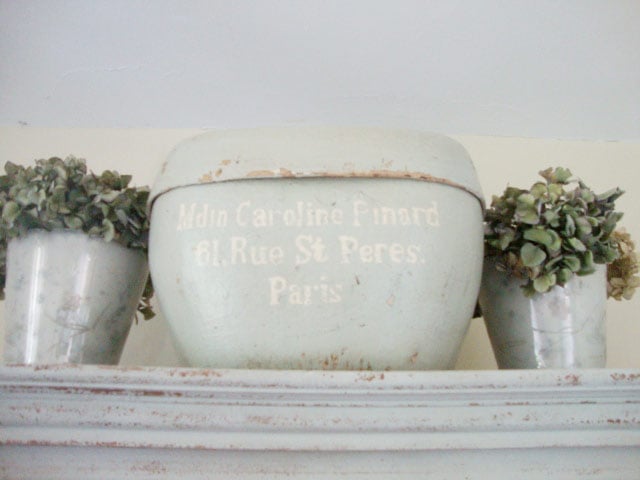 Mdm Caroline Pinard
61, Rue St Peres.
Paris